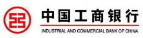 中国工商银行
INDUSTRIAL AND COMMERCIAL BANK OF CHINA